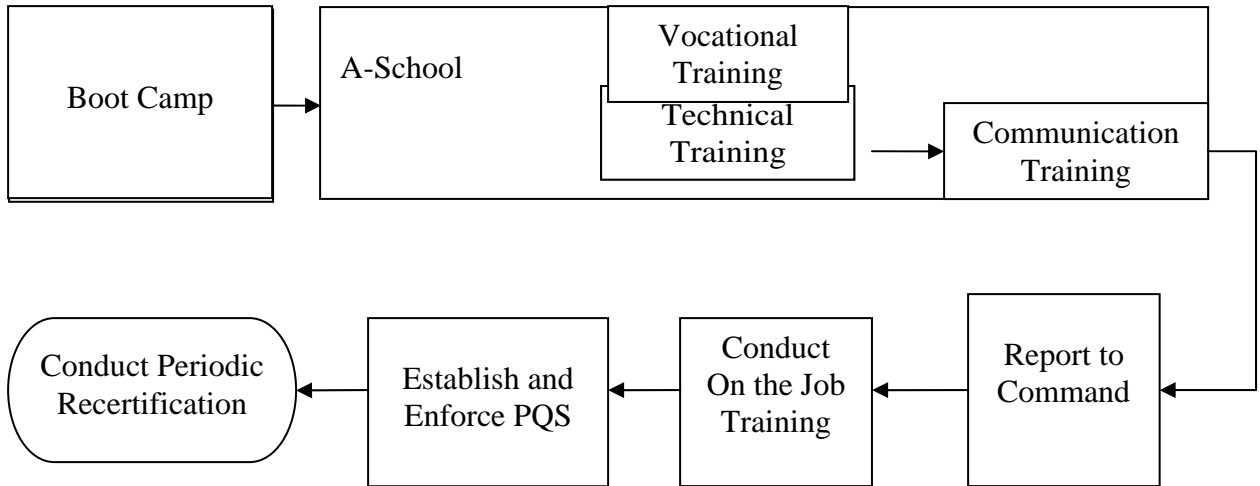 Boot Camp
A-School
Vocational
Training
Technical
Training
Communication
Training
Report to
Command
Conduct
On the Job
Training
Establish and
Enforce PQS
Conduct Periodic
Recertification